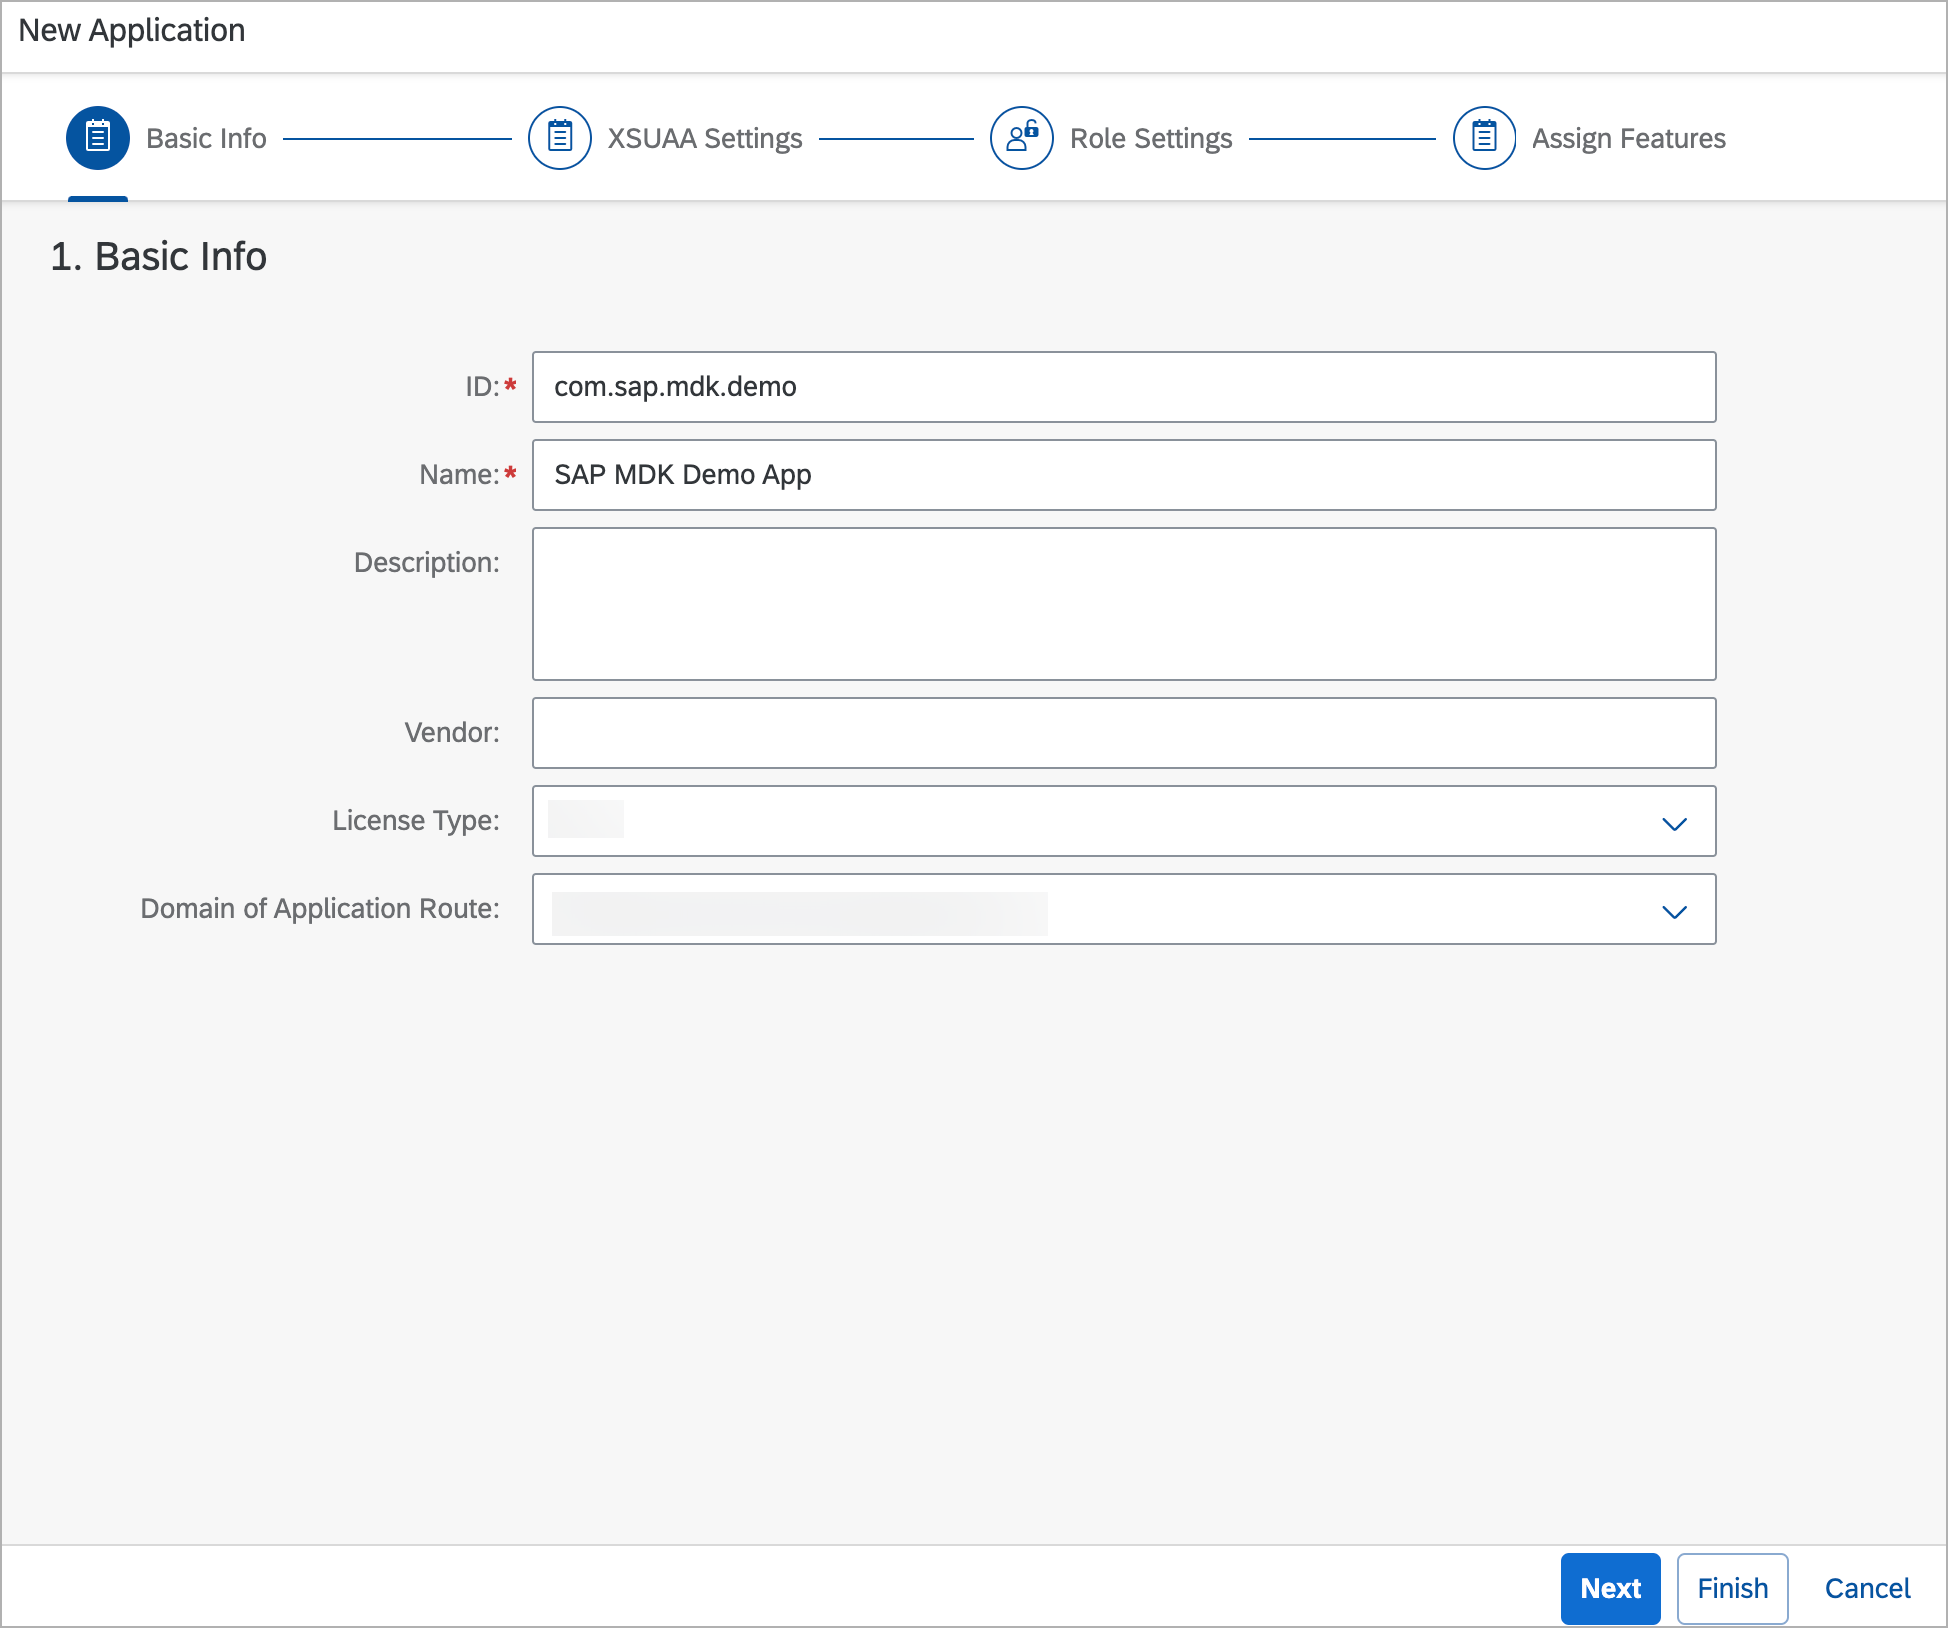 New Application
Basic Info XSUAA Settings Role Settings Assign Features
1. Basic Info
ID:* com.sap.mdk.demo
Name:* SAP MDK Demo App
Description:
Vendor:
License Type:
Domain of Application Route:
Next Finish Cancel